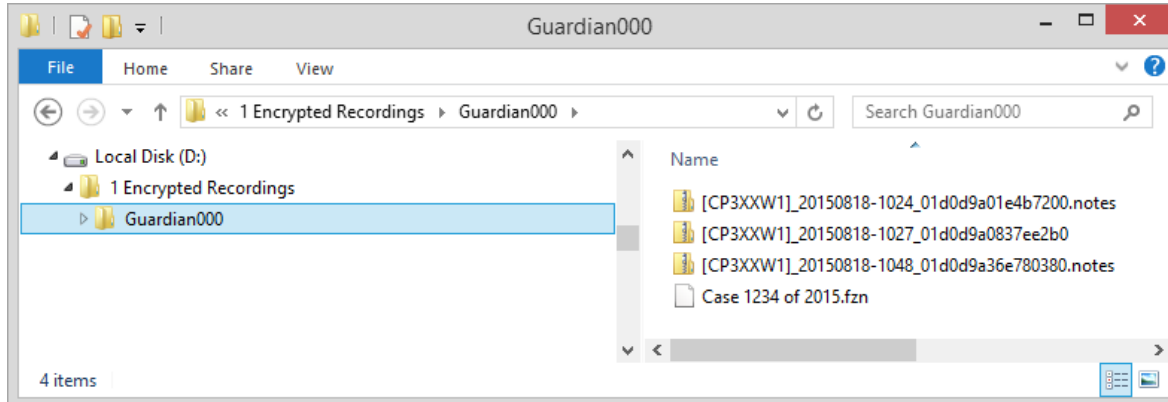 Guardian000
File Home Share View
« 1 Encrypted Recordings Guardian000 Search Guardian000
Local Disk (D:)
1 Encrypted Recordings
Guardian000
Name
[CP3XXW1]_20150818-1024_01d0d9a01e4b7200.notes
[CP3XXW1]_20150818-1027_01d0d9a0837ee2b0
[CP3XXW1]_20150818-1048_01d0d9a36e780380.notes
Case 1234 of 2015.fzn
4 items